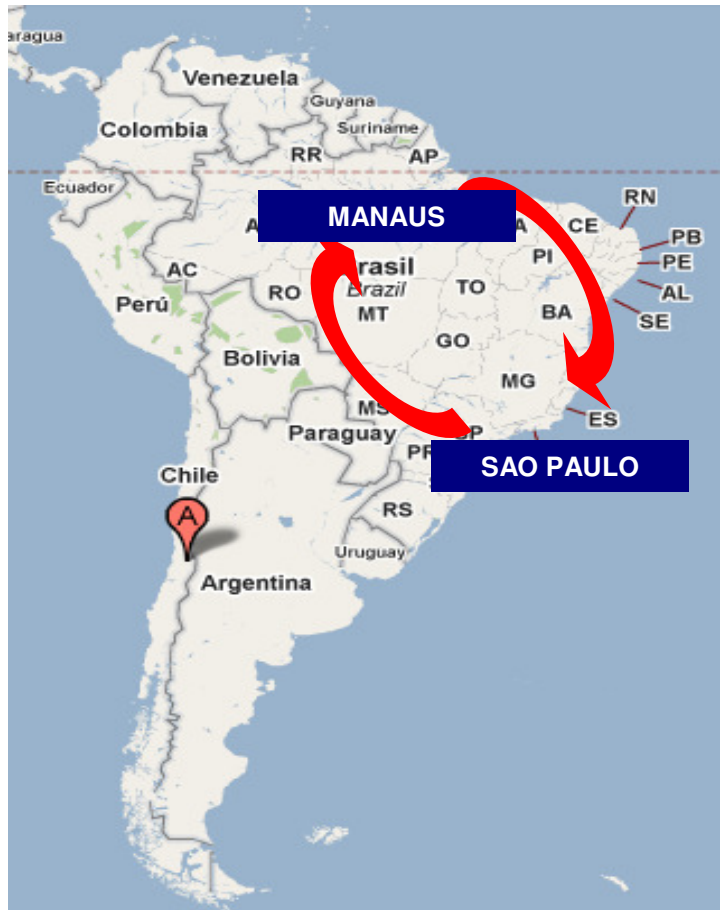 aragua
Venezuela
Guyana
Colombia
Suriname
RR
AP
Ecuador
RN
MANAUS
A
A
CE
PB
PI
PE
AC
rasil
Brazil
RO
TO
AL
Perú
MT
BA
SE
GO
Bolivia
MG
MS
ES
Paraguay
SP
PR
SAO PAULO
Chile
RS
A
Uruguay
Argentina